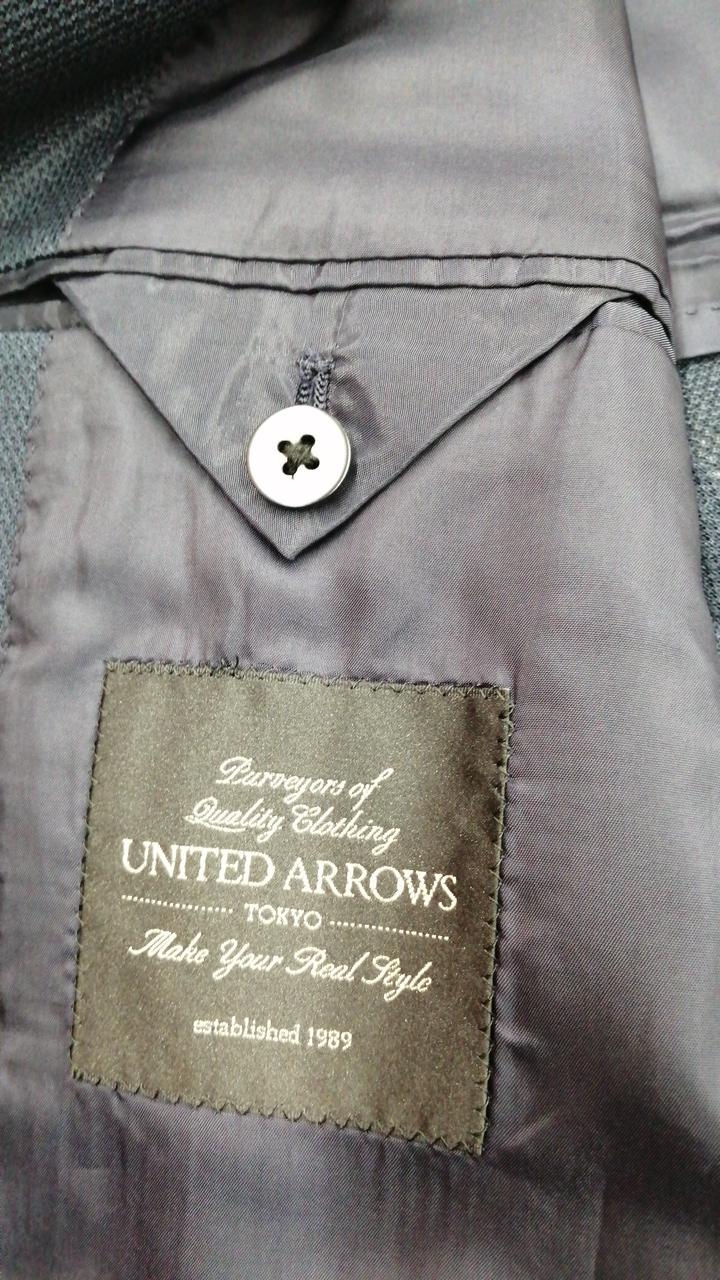 Purveyors of
Quality Clothing
UNITED ARROWS
TOKYO
Make Your Real Style
established 1989